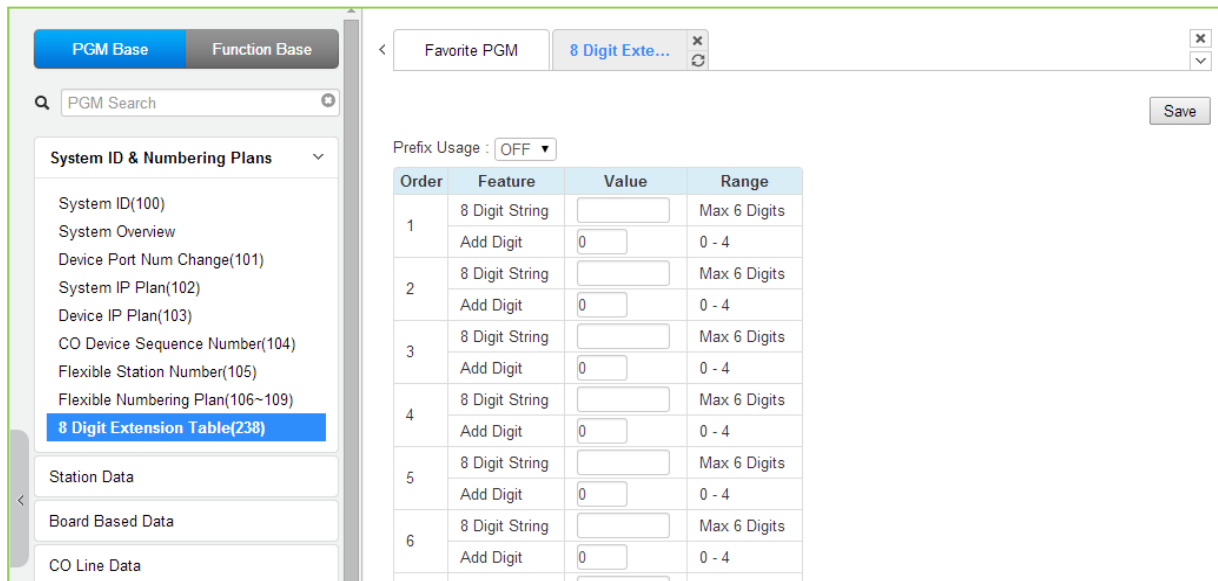 PGM Base Function Base
PGM Search
System ID & Numbering Plans
System ID(100)
System Overview
Device Port Num Change(101)
System IP Plan(102)
Device IP Plan(103)
CO Device Sequence Number(104)
Flexible Station Number(105)
Flexible Numbering Plan(106~109)
8 Digit Extension Table(238)
Station Data
Board Based Data
CO Line Data
Favorite PGM 8 Digit Exte...
Save
Prefix Usage : OFF
Order Feature Value Range
1 8 Digit String Max 6 Digits
Add Digit 0 0 - 4
2 8 Digit String Max 6 Digits
Add Digit 0 0 - 4
3 8 Digit String Max 6 Digits
Add Digit 0 0 - 4
4 8 Digit String Max 6 Digits
Add Digit 0 0 - 4
5 8 Digit String Max 6 Digits
Add Digit 0 0 - 4
6 8 Digit String Max 6 Digits
Add Digit 0 0 - 4